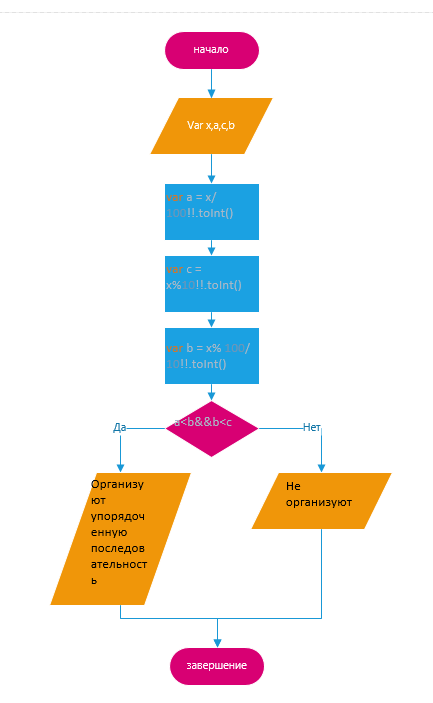 начало
Var x,a,c,b
var a = x/
100!!.toInt()
var c =
x%10!!.toInt()
var b = x% 100/
10!!.toInt()
a<b&&b<c
Да
Нет
Организу
ют
упорядоч
енную
последов
ательност
ь
Не
организуют
завершение